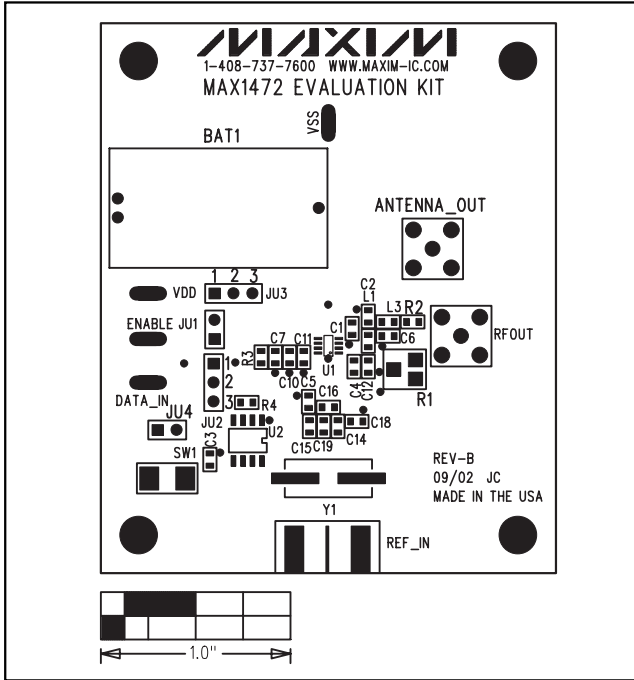 MAXIM
1-408-737-7600 WWW.MAXIM-IC.COM
MAX1472 EVALUATION KIT
VSS
BAT1
ANTENNA_OUT
1 2 3
VDD
JU3
C2
L1
L3 R2
ENABLE JU1
C1
C6
RFOUT
R3
C7
C11
U1
1
C10
C5
C4
C12
R1
2
DATA_IN
3
R4
C16
JU4
JU2
U2
C18
C3
C15
C19
C14
SW1
REV-B
09/02 JC
MADE IN THE USA
Y1
REF_IN
1.0"